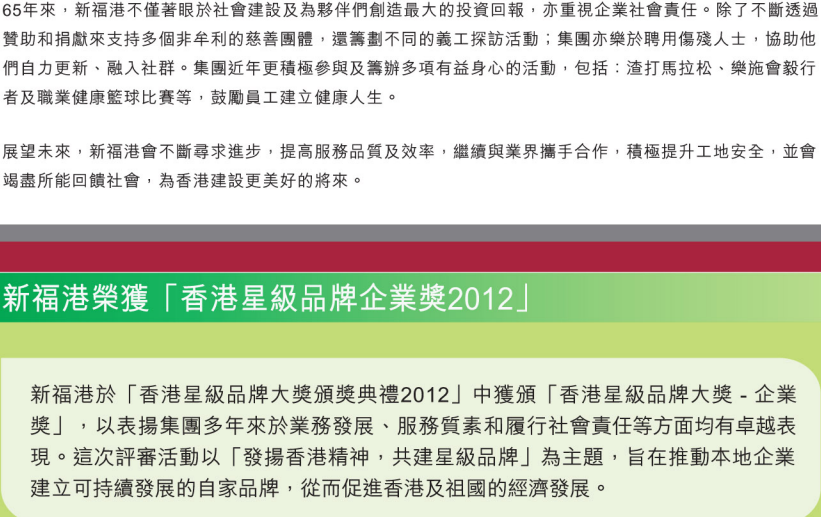 65年來，新福港不僅著眼於社會建設及為夥伴們創造最大的投資回報，亦重視企業社會責任。除了不斷透過
贊助和捐獻來支持多個非牟利的慈善團體，還籌劃不同的義工探訪活動；集團亦樂於聘用傷殘人士，協助他
們自力更新、融入社群。集團近年更積極參與及籌辦多項有益身心的活動，包括：渣打馬拉松、樂施會毅行
者及職業健康籃球比賽等，鼓勵員工建立健康人生。
展望未來，新福港會不斷尋求進步，提高服務品質及效率，繼續與業界攜手合作，積極提升工地安全，並會
竭盡所能回饋社會，為香港建設更美好的將來。
新福港榮獲「香港星級品牌企業獎2012」
新福港於「香港星級品牌大獎頒獎典禮2012」中獲頒「香港星級品牌大獎 - 企業
獎」，以表揚集團多年來於業務發展、服務質素和履行社會責任等方面均有卓越表
現。這次評審活動以「發揚香港精神，共建星級品牌」為主題，旨在推動本地企業
建立可持續發展的自家品牌，從而促進香港及祖國的經濟發展。